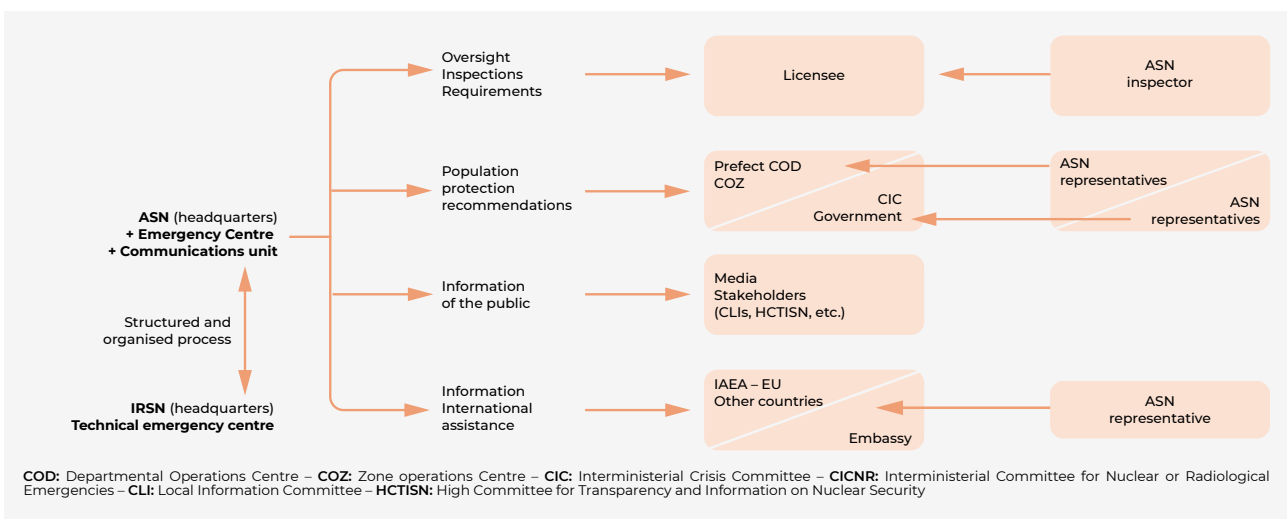 Oversight
Inspections
Requirements
Licensee
ASN
inspector
Population
protection
recommendations
Prefect COD
COZ
CIC
Government
ASN
representatives
ASN
representatives
ASN (headquarters)
+ Emergency Centre
+ Communications unit
Information
of the public
Media
Stakeholders
(CLIs, HCTISN, etc.)
Structured and
organised process
IRSN (headquarters)
Technical emergency centre
Information
International
assistance
IAEA – EU
Other countries
Embassy
ASN
representative
COD: Departmental Operations Centre – COZ: Zone operations Centre – CIC: Interministerial Crisis Committee – CICNR: Interministerial Committee for Nuclear or Radiological
Emergencies – CLI: Local Information Committee – HCTISN: High Committee for Transparency and Information on Nuclear Security